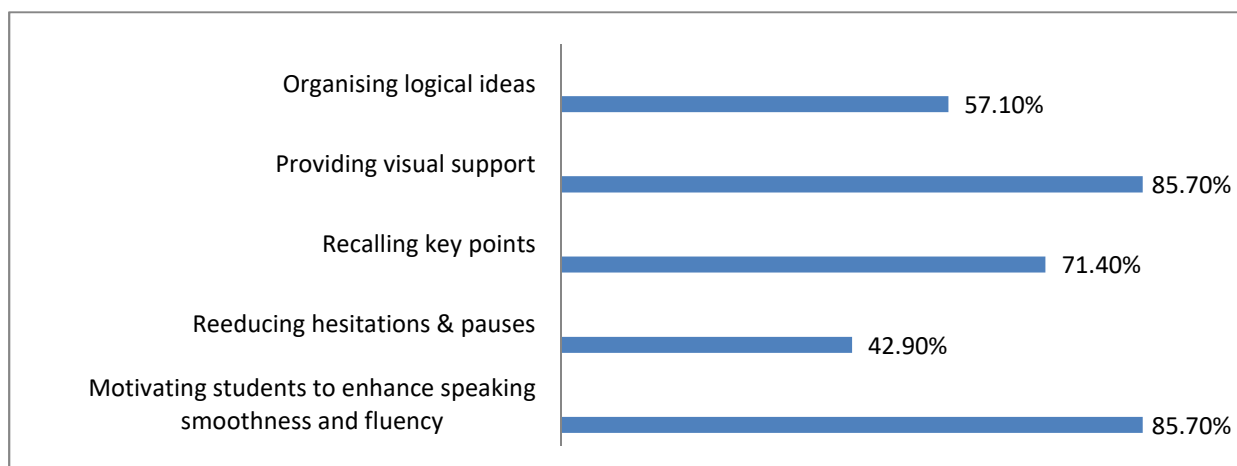 Organising logical ideas
57.10%
Providing visual support
85.70%
Recalling key points
71.40%
Reeducing hesitations & pauses
42.90%
Motivating students to enhance speaking
smoothness and fluency
85.70%